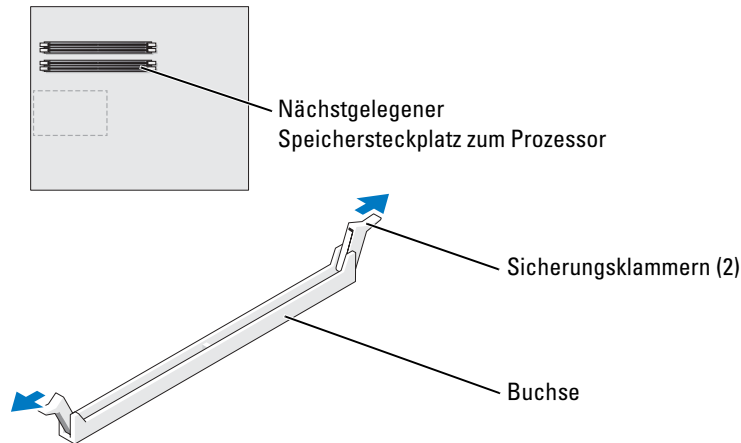 Nächstgelegener
Speichersteckplatz zum Prozessor
Sicherungsklammern (2)
Buchse